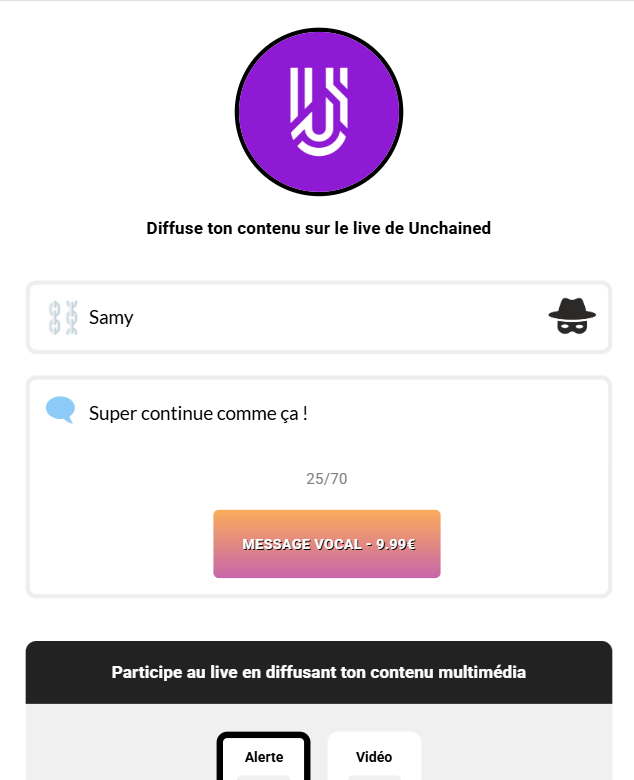 Diffuse ton contenu sur le live de Unchained
Samy
Super continue comme ça !
25/70
MESSAGE VOCAL - 9.99€
Participe au live en diffusant ton contenu multimédia
Alerte
Vidéo